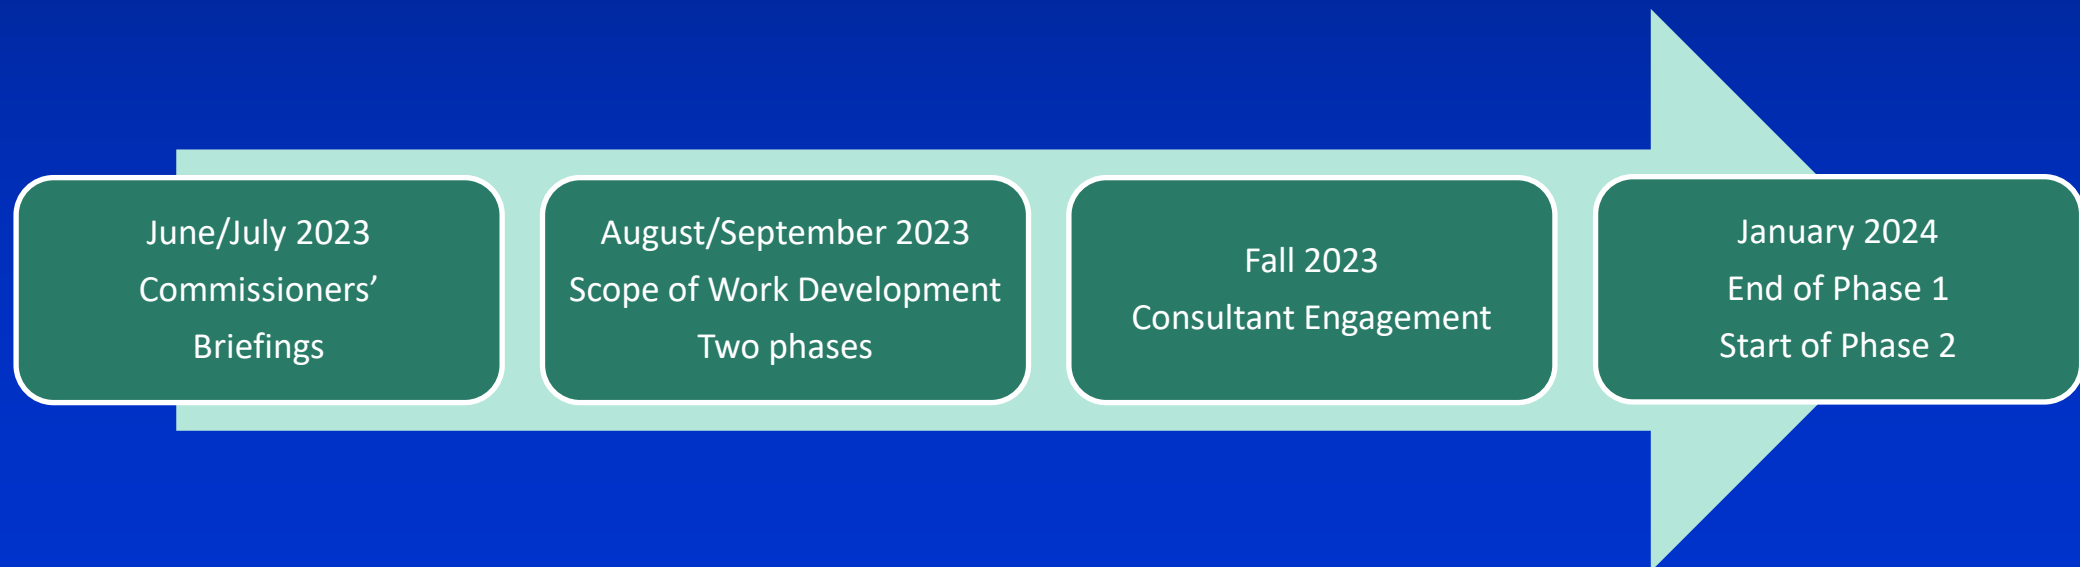 June/July 2023
Commissioners’
Briefings
August/September 2023
Scope of Work Development
Two phases
Fall 2023
Consultant Engagement
January 2024
End of Phase 1
Start of Phase 2